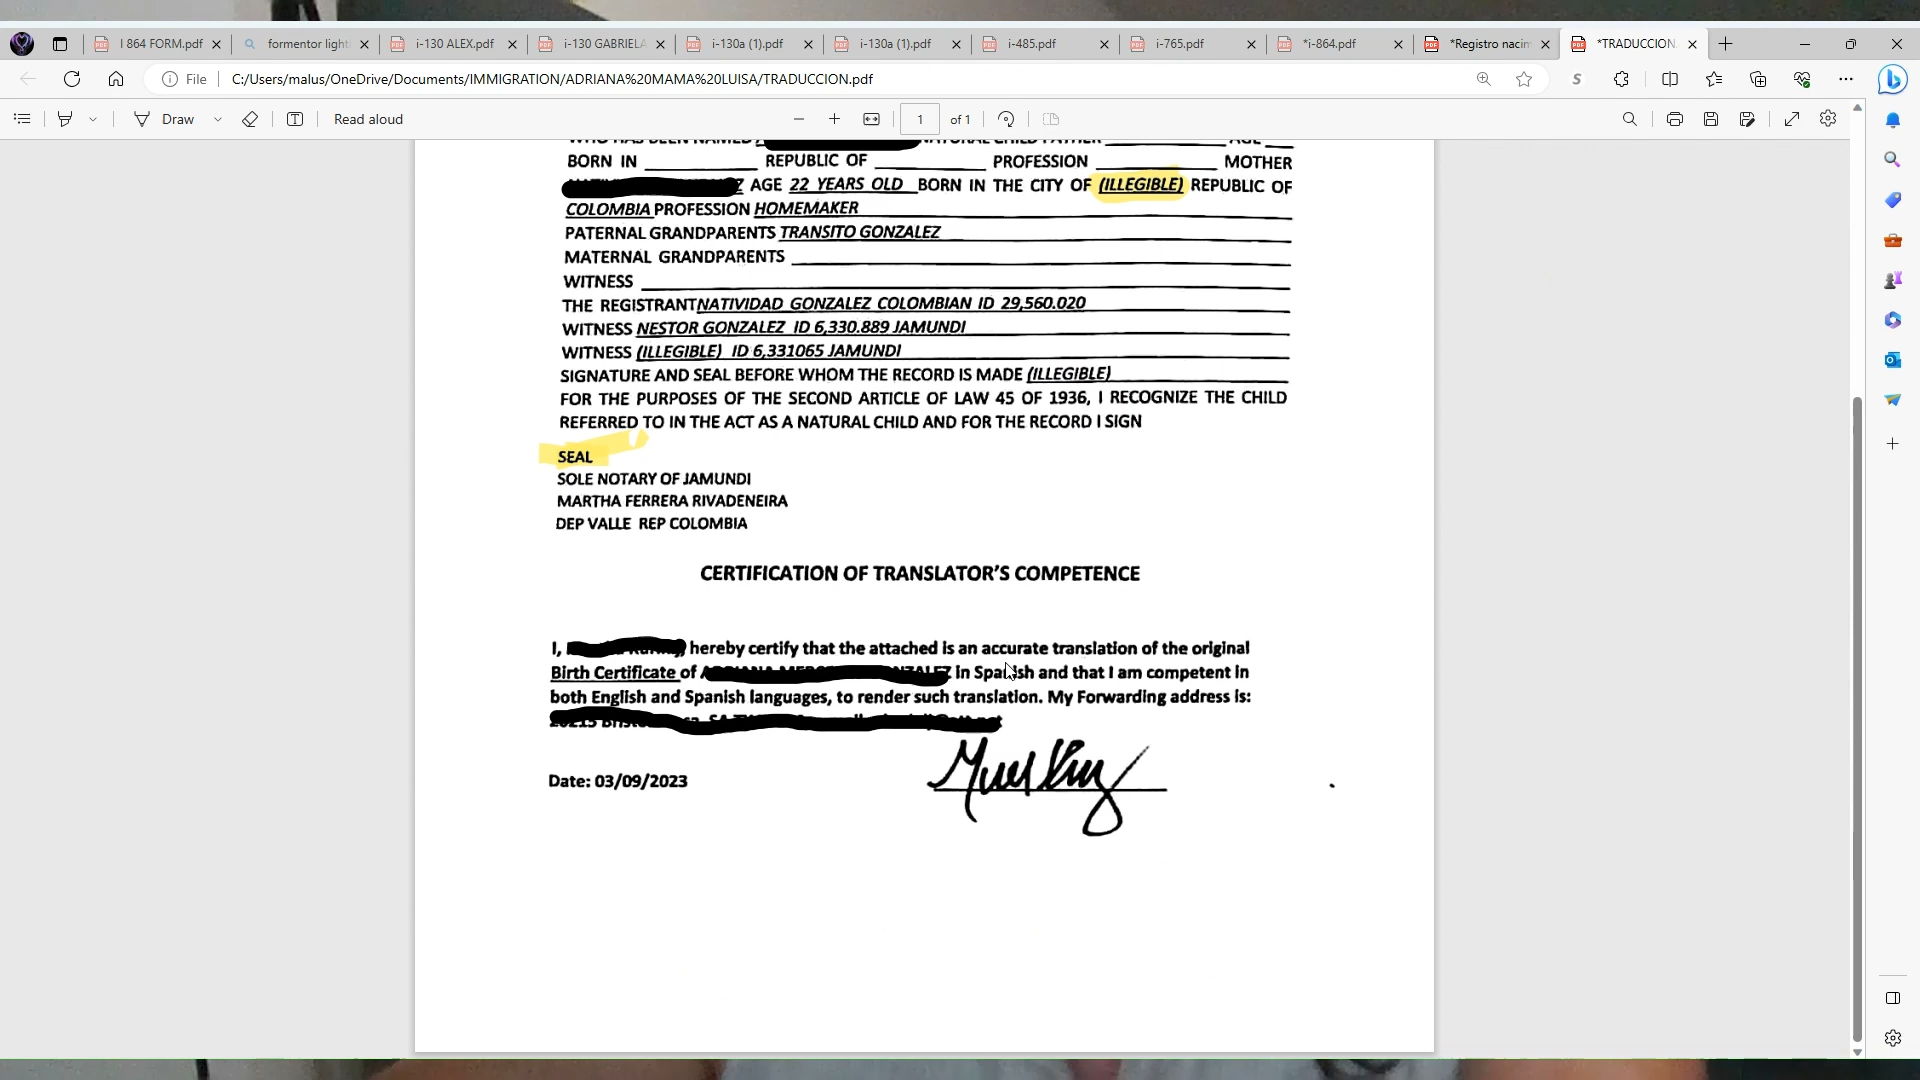 I 864 FORM.pdf
formentor light
i-130 ALEX.pdf
i-130 GABRIELA
i-130a (1).pdf
i-130a (1).pdf
i-485.pdf
i-765.pdf
*i-864.pdf
*Registro nacim
*TRADUCCION.
File
C:/Users/malus/OneDrive/Documents/IMMIGRATION/ADRIANA%20MAMA%20LUISA/TRADUCCION.pdf
Draw
Read aloud
1 of 1
WHO HAS BEEN NAMED NATURAL CHILD FATHER AGE
BORN IN REPUBLIC OF PROFESSION MOTHER
AGE 22 YEARS OLD BORN IN THE CITY OF (ILLEGIBLE) REPUBLIC OF
COLOMBIA PROFESSION HOMEMAKER
PATERNAL GRANDPARENTS TRANSITO GONZALEZ
MATERNAL GRANDPARENTS
WITNESS
THE REGISTRANT NATIVIDAD GONZALEZ COLOMBIAN ID 29,560.020
WITNESS NESTOR GONZALEZ ID 6,330.889 JAMUNDI
WITNESS (ILLEGIBLE) ID 6,331065 JAMUNDI
SIGNATURE AND SEAL BEFORE WHOM THE RECORD IS MADE (ILLEGIBLE)
FOR THE PURPOSES OF THE SECOND ARTICLE OF LAW 45 OF 1936, I RECOGNIZE THE CHILD
REFERRED TO IN THE ACT AS A NATURAL CHILD AND FOR THE RECORD I SIGN
SEAL
SOLE NOTARY OF JAMUNDI
MARTHA FERRERA RIVADENEIRA
DEP VALLE REP COLOMBIA
CERTIFICATION OF TRANSLATOR'S COMPETENCE
I, hereby certify that the attached is an accurate translation of the original
Birth Certificate of in Spanish and that I am competent in
both English and Spanish languages, to render such translation. My Forwarding address is:
Date: 03/09/2023